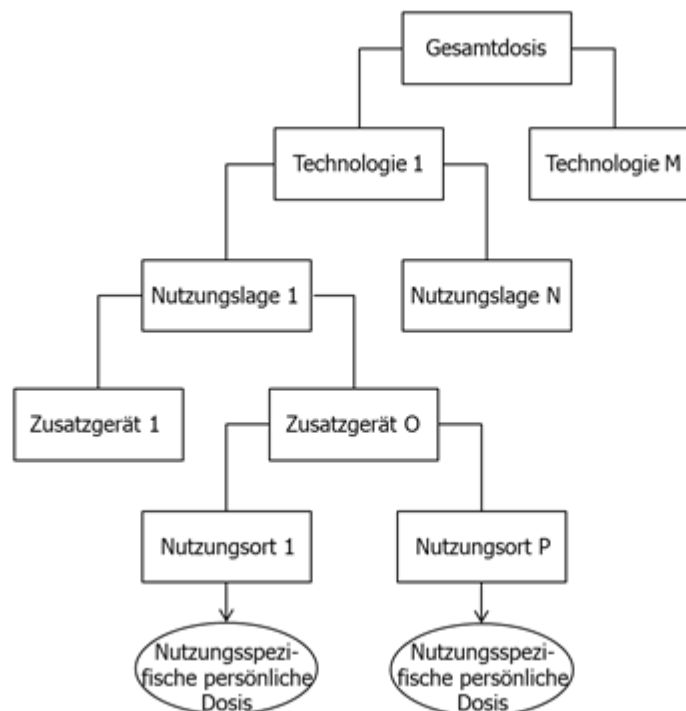 Gesamtdosis
Technologie 1
Technologie M
Nutzungslage 1
Nutzungslage N
Zusatzgerät 1
Zusatzgerät O
Nutzungsort 1
Nutzungsort P
Nutzungsspezi-
fische persönliche
Dosis
Nutzungsspezi-
fische persönliche
Dosis